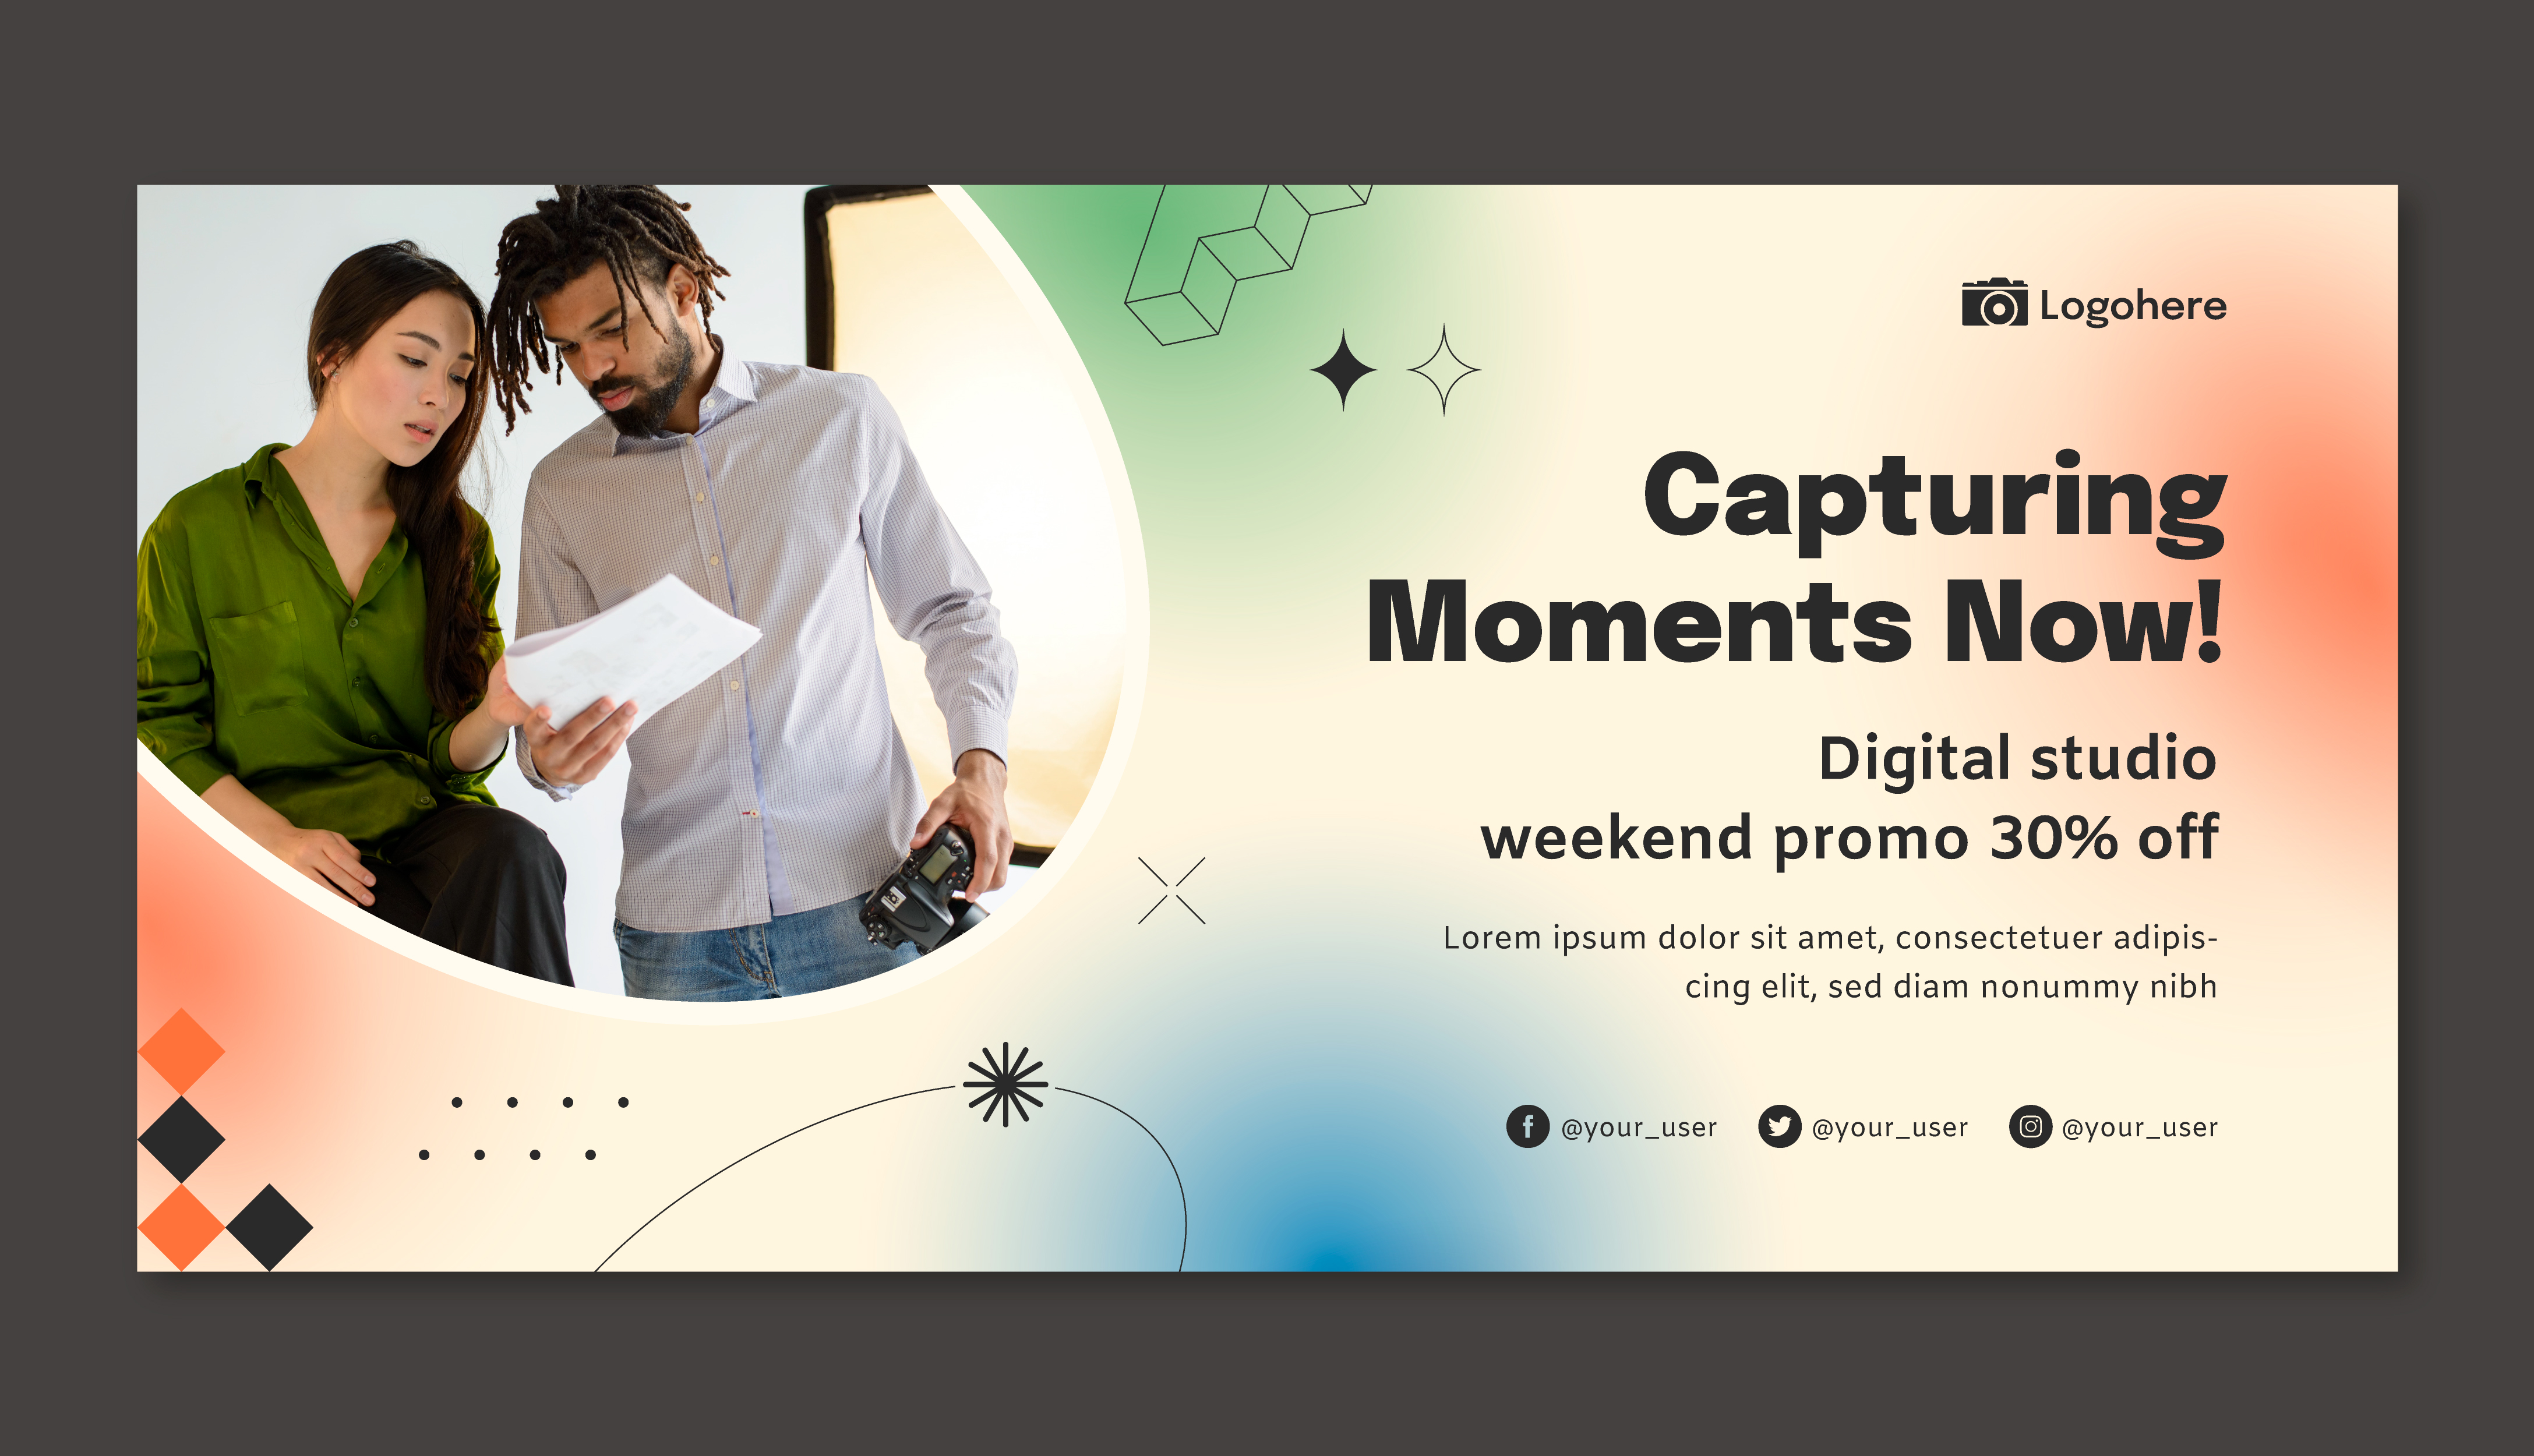 Logohere
Capturing
Moments Now!
Digital studio
weekend promo 30% off
Lorem ipsum dolor sit amet, consectetuer adipis-
cing elit, sed diam nonummy nibh
@your_user @your_user @your_user